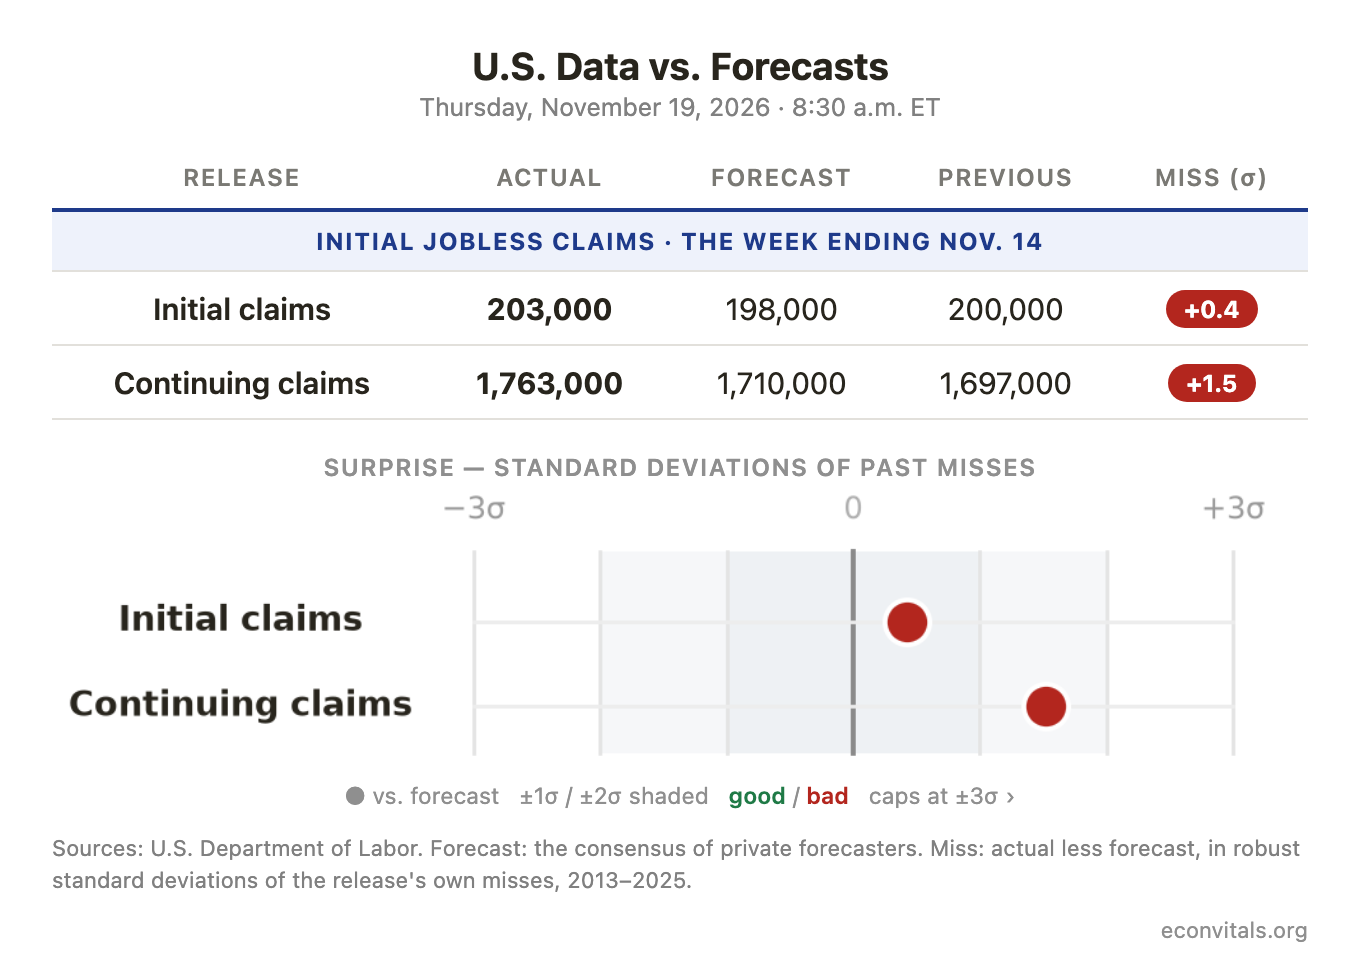 U.S. Data vs. Forecasts
Thursday, November 19, 2026 · 8:30 a.m. ET
RELEASE ACTUAL FORECAST PREVIOUS MISS (σ)
INITIAL JOBLESS CLAIMS · THE WEEK ENDING NOV. 14
Initial claims 203,000 198,000 200,000 +0.4
Continuing claims 1,763,000 1,710,000 1,697,000 +1.5
SURPRISE — STANDARD DEVIATIONS OF PAST MISSES
−3σ 0 +3σ
Initial claims
Continuing claims
vs. forecast ±1σ / ±2σ shaded good / bad caps at ±3σ ›
Sources: U.S. Department of Labor. Forecast: the consensus of private forecasters. Miss: actual less forecast, in robust
standard deviations of the release's own misses, 2013–2025.
econvitals.org